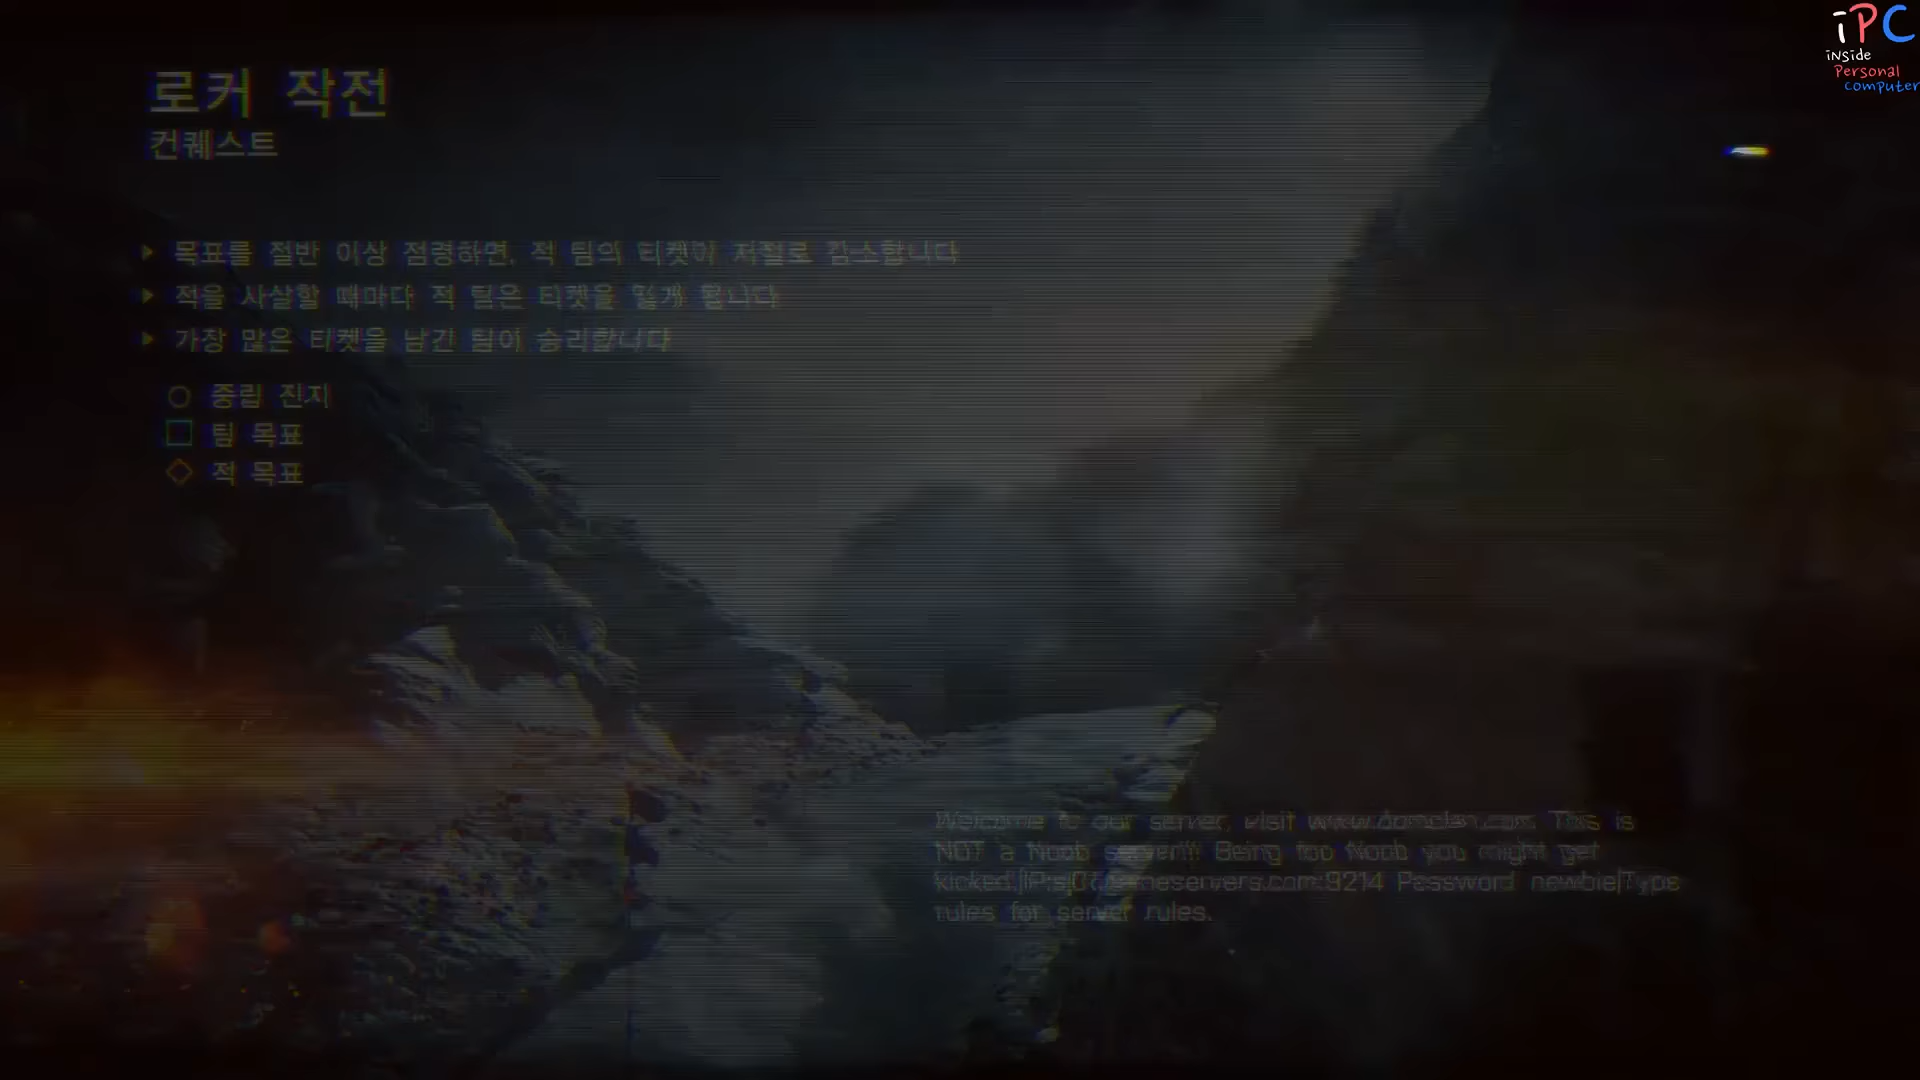 iPC
iNside
Personal
Computer
로커 작전
컨퀘스트
목표를 절반 이상 점령하면, 적 팀의 티켓이 저절로 감소합니다
적을 사살할 때마다 적 팀은 티켓을 잃게 됩니다
가장 많은 티켓을 남긴 팀이 승리합니다
중립 진지
팀 목표
적 목표
Welcome to our server, visit This is
NOT a Noob server!!! Being too Noob you might get
kicked. Password newbie|Type
rules for server rules.